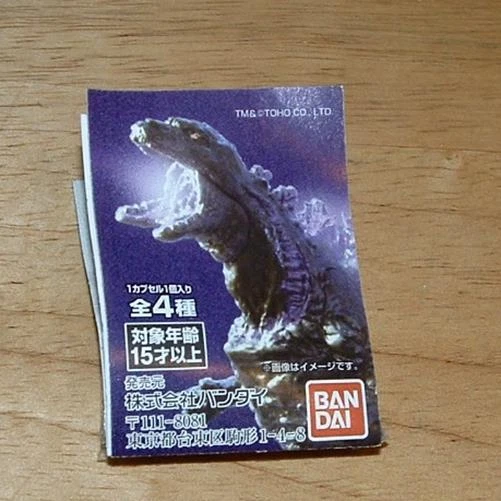 TM&©TOHO CO., LTD
1カプセル1個入り
全4種
対象年齢
15才以上
※画像はイメージです。
発売元
株式会社バンダイ
〒111-8081
東京都台東区駒形1-4-8
BAN
DAI